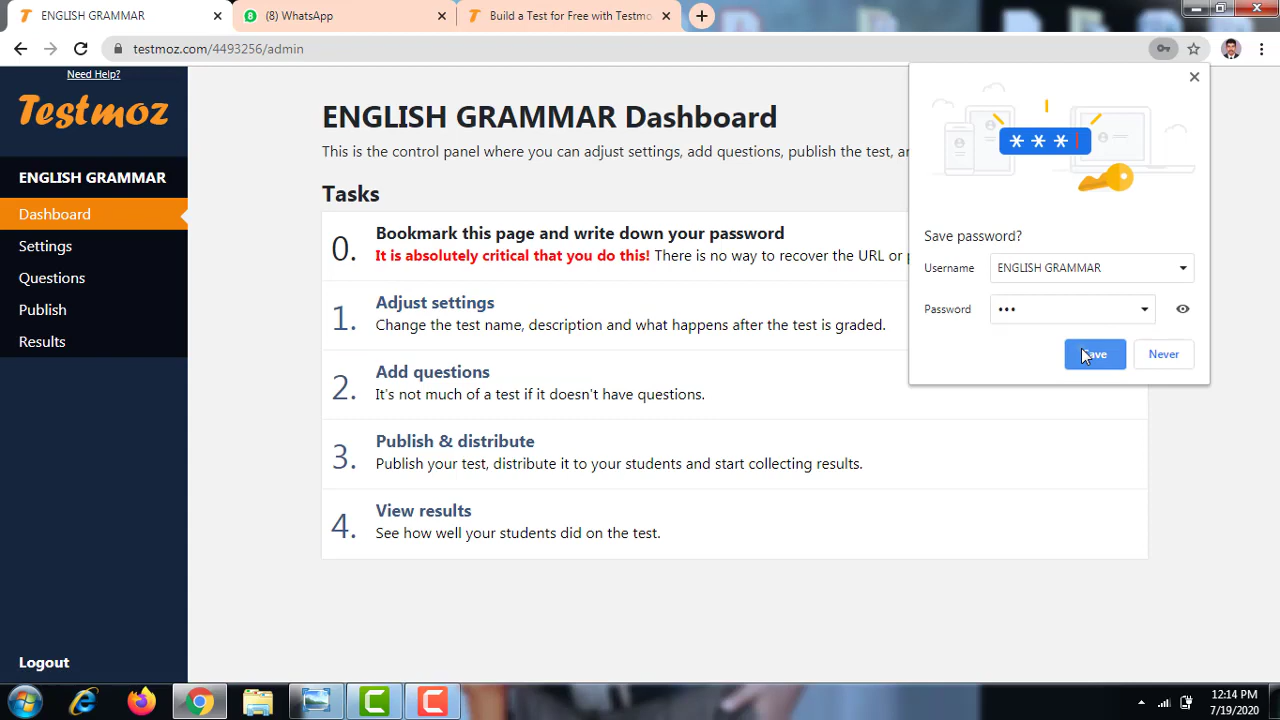 ENGLISH GRAMMAR
(8) WhatsApp
Build a Test for Free with Testmo
testmoz.com/4493256/admin
Need Help?
Testmoz
ENGLISH GRAMMAR
Dashboard
Settings
Questions
Publish
Results
Logout
ENGLISH GRAMMAR Dashboard
This is the control panel where you can adjust settings, add questions, publish the test, an
Tasks
0.
Bookmark this page and write down your password
It is absolutely critical that you do this! There is no way to recover the URL or p
1.
Adjust settings
Change the test name, description and what happens after the test is graded.
2.
Add questions
It's not much of a test if it doesn't have questions.
3.
Publish & distribute
Publish your test, distribute it to your students and start collecting results.
4.
View results
See how well your students did on the test.
* * *
Save password?
Username
ENGLISH GRAMMAR
Password
•••
Save
Never
12:14 PM
7/19/2020